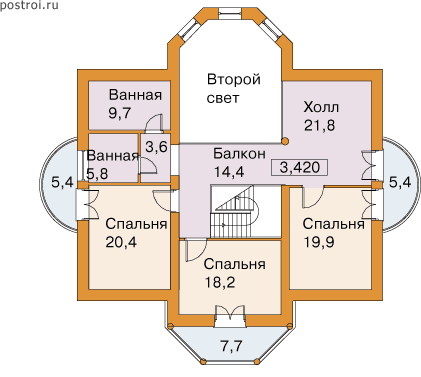 postroi.ru
Второй
свет
Ванная
9,7
Холл
21,8
3,6
Ванная
5,8
Балкон
14,4
3,420
5,4
5,4
Спальня
20,4
Спальня
19,9
Спальня
18,2
7,7